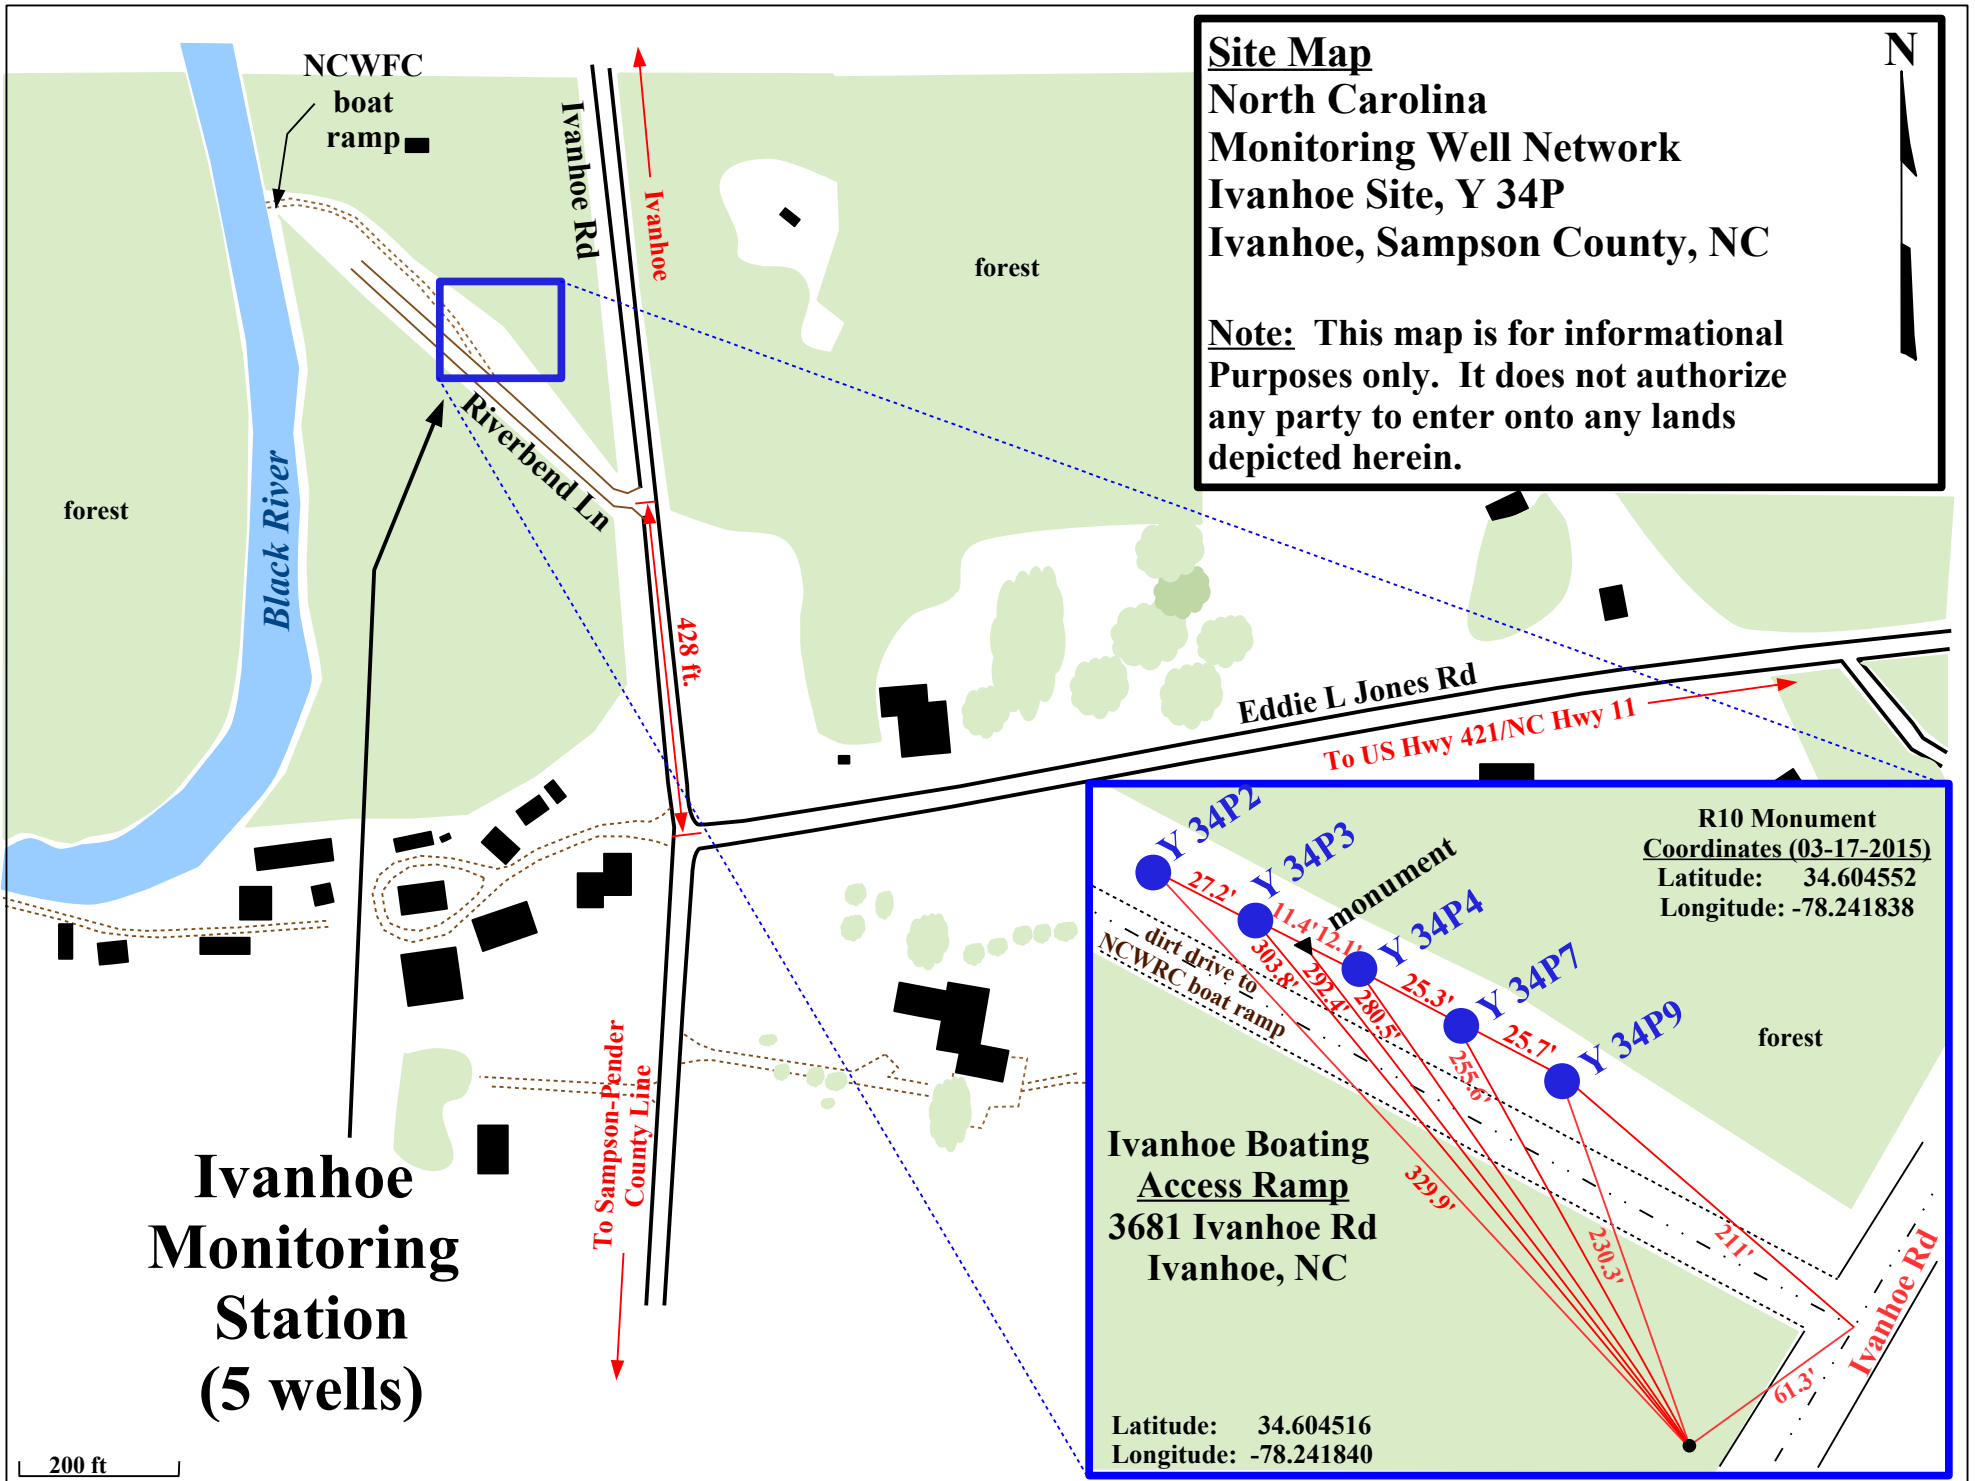 Site Map
North Carolina
Monitoring Well Network
Ivanhoe Site, Y 34P
Ivanhoe, Sampson County, NC
Note: This map is for informational
Purposes only. It does not authorize
any party to enter onto any lands
depicted herein.
N
NCWFC
boat
ramp
Ivanhoe Rd
Ivanhoe
forest
forest
Black River
Riverbend Ln
428 ft.
Eddie L Jones Rd
To US Hwy 421/NC Hwy 11
To Sampson-Pender
County Line
Ivanhoe
Monitoring
Station
(5 wells)
200 ft
Y 34P2
Y 34P3
monument
Y 34P4
Y 34P7
Y 34P9
27.2'
11.4'
12.1'
25.3'
25.7'
303.8'
292.4'
280.5'
255.6'
329.9'
230.3'
211'
61.3'
dirt drive to
NCWRC boat ramp
R10 Monument
Coordinates (03-17-2015)
Latitude: 34.604552
Longitude: -78.241838
forest
Ivanhoe Boating
Access Ramp
3681 Ivanhoe Rd
Ivanhoe, NC
Ivanhoe Rd
Latitude: 34.604516
Longitude: -78.241840